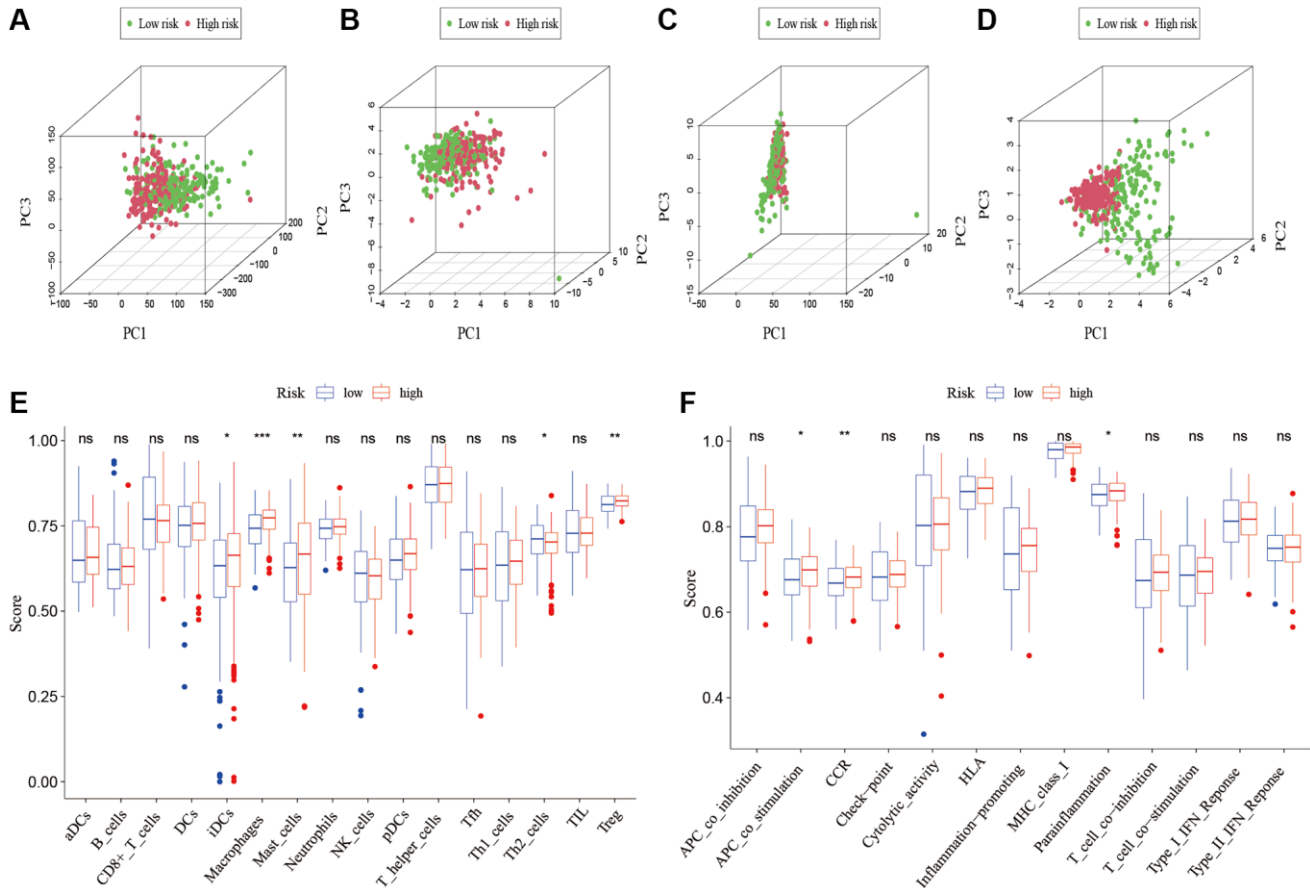 A
Low risk High risk
B
Low risk High risk
C
Low risk High risk
D
Low risk High risk
PC3
150
100
50
0
−50
−100
−100 0 50 100 150
PC1
−300
−200
−100
0
100
200
PC2
PC3
6
4
2
0
−2
−4
−6
−8
−10
−4 0 2 4 6 8 10
PC1
−10
−5
0
5
10
PC2
PC3
10
5
0
−5
−10
−15
−50 0 50 100 150
PC1
−20
−10
0
10
20
PC2
PC3
4
3
2
1
0
−1
−2
−3
−4 −2 0 2 4 6
PC1
−4
−2
0
2
4
6
PC2
E
Risk low high
ns ns ns ns * *** ** ns ns ns ns ns ns * ns **
Score
1.00
0.75
0.50
0.25
0.00
aDCs
B_cells
CD8+_T_cells
DCs
iDCs
Macrophages
Mast_cells
Neutrophils
NK_cells
pDCs
T_helper_cells
Tfh
Th1_cells
Th2_cells
TIL
Treg
F
Risk low high
ns * ** ns ns ns ns ns * ns ns ns ns
Score
1.0
0.8
0.6
0.4
APC_co_inhibition
APC_co_stimulation
CCR
Check−point
Cytolytic_activity
HLA
Inflammation−promoting
MHC_class_I
Parainflammation
T_cell_co−inhibition
T_cell_co−stimulation
Type_I_IFN_Reponse
Type_II_IFN_Reponse